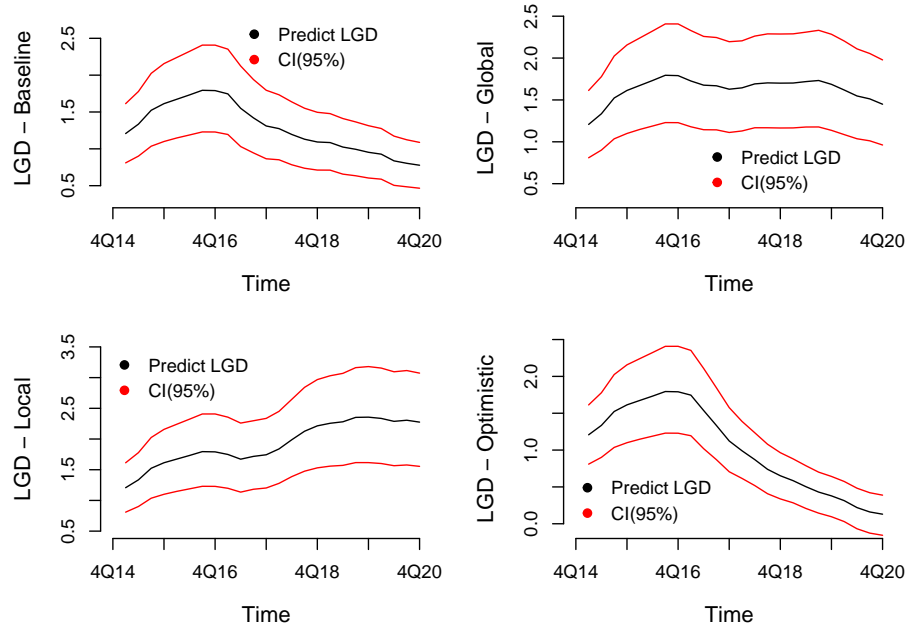 LGD – Baseline
2.5
1.5
0.5
Predict LGD
CI(95%)
4Q14
4Q16
4Q18
4Q20
Time
LGD – Global
2.5
2.0
1.5
1.0
0.5
Predict LGD
CI(95%)
4Q14
4Q16
4Q18
4Q20
Time
LGD – Local
3.5
2.5
1.5
0.5
Predict LGD
CI(95%)
4Q14
4Q16
4Q18
4Q20
Time
LGD – Optimistic
2.0
1.0
0.0
Predict LGD
CI(95%)
4Q14
4Q16
4Q18
4Q20
Time